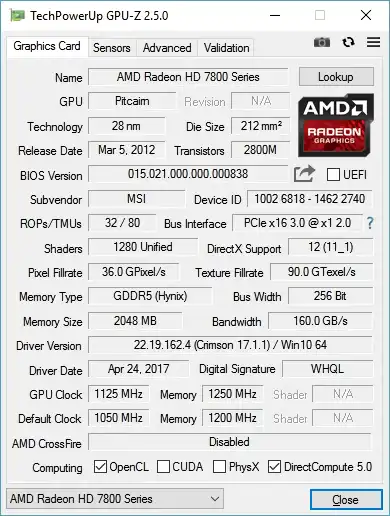 TechPowerUp GPU-Z 2.5.0
Graphics Card Sensors Advanced Validation
Name AMD Radeon HD 7800 Series Lookup
GPU Pitcairn Revision N/A
AMD
RADEON
GRAPHICS
Technology 28 nm Die Size 212 mm²
Release Date Mar 5, 2012 Transistors 2800M
BIOS Version 015.021.000.000.000838 UEFI
Subvendor MSI Device ID 1002 6818 - 1462 2740
ROPs/TMUs 32 / 80 Bus Interface PCIe x16 3.0 @ x1 2.0 ?
Shaders 1280 Unified DirectX Support 12 (11_1)
Pixel Fillrate 36.0 GPixel/s Texture Fillrate 90.0 GTexel/s
Memory Type GDDR5 (Hynix) Bus Width 256 Bit
Memory Size 2048 MB Bandwidth 160.0 GB/s
Driver Version 22.19.162.4 (Crimson 17.1.1) / Win10 64
Driver Date Apr 24, 2017 Digital Signature WHQL
GPU Clock 1125 MHz Memory 1250 MHz Shader N/A
Default Clock 1050 MHz Memory 1200 MHz Shader N/A
AMD CrossFire Disabled
Computing OpenCL CUDA PhysX DirectCompute 5.0
AMD Radeon HD 7800 Series Close